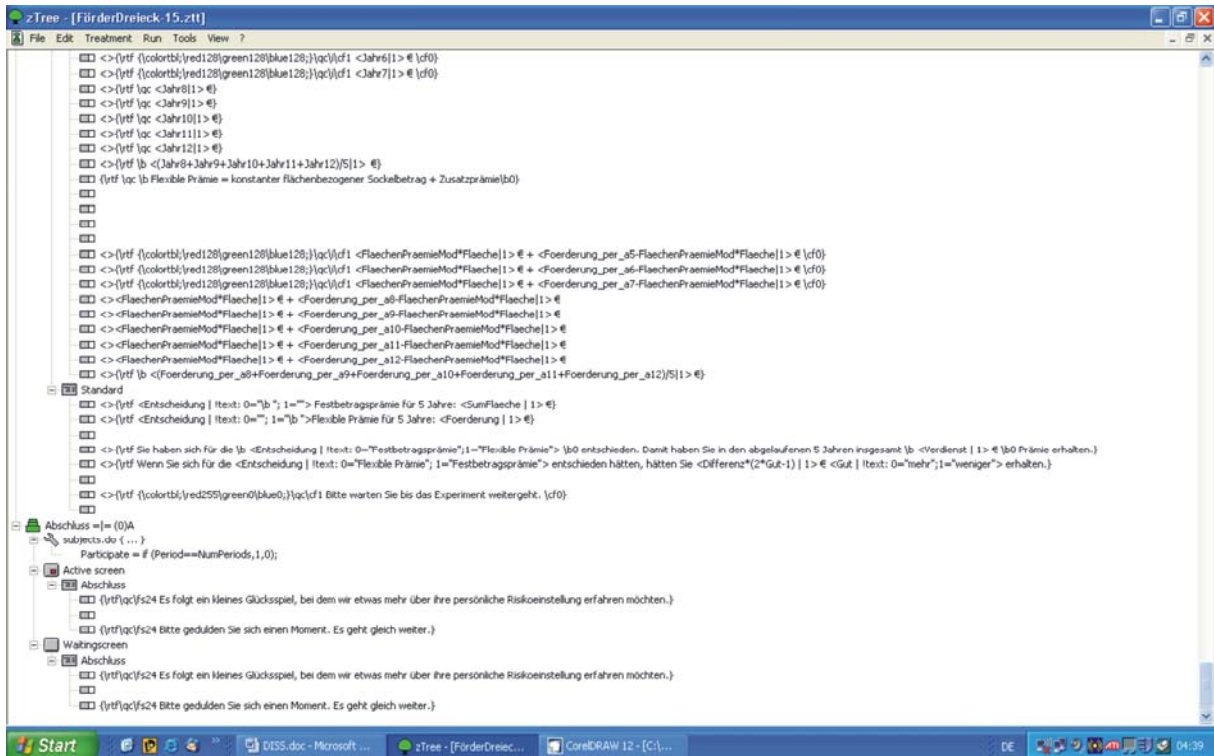 zTree - [FörderDreieck-15.ztt]
File Edit Treatment Run Tools View ?
<>{\rtf {\colortbl;\red128\green128\blue128;}\qc\i\cf1 <Jahr6|1> € \cf0}
<>{\rtf {\colortbl;\red128\green128\blue128;}\qc\i\cf1 <Jahr7|1> € \cf0}
<>{\rtf \qc <Jahr8|1> €}
<>{\rtf \qc <Jahr9|1> €}
<>{\rtf \qc <Jahr10|1> €}
<>{\rtf \qc <Jahr11|1> €}
<>{\rtf \qc <Jahr12|1> €}
<>{\rtf \b <(Jahr8+Jahr9+Jahr10+Jahr11+Jahr12)/5|1> €}
{\rtf \qc \b Flexible Prämie = konstanter flächenbezogener Sockelbetrag + Zusatzprämie\b0}
<>{\rtf {\colortbl;\red128\green128\blue128;}\qc\i\cf1 <FlaechenPraemieMod*Flaeche|1> € + <Foerderung_per_a5-FlaechenPraemieMod*Flaeche|1> € \cf0}
<>{\rtf {\colortbl;\red128\green128\blue128;}\qc\i\cf1 <FlaechenPraemieMod*Flaeche|1> € + <Foerderung_per_a6-FlaechenPraemieMod*Flaeche|1> € \cf0}
<>{\rtf {\colortbl;\red128\green128\blue128;}\qc\i\cf1 <FlaechenPraemieMod*Flaeche|1> € + <Foerderung_per_a7-FlaechenPraemieMod*Flaeche|1> € \cf0}
<><FlaechenPraemieMod*Flaeche|1> € + <Foerderung_per_a8-FlaechenPraemieMod*Flaeche|1> €
<><FlaechenPraemieMod*Flaeche|1> € + <Foerderung_per_a9-FlaechenPraemieMod*Flaeche|1> €
<><FlaechenPraemieMod*Flaeche|1> € + <Foerderung_per_a10-FlaechenPraemieMod*Flaeche|1> €
<><FlaechenPraemieMod*Flaeche|1> € + <Foerderung_per_a11-FlaechenPraemieMod*Flaeche|1> €
<><FlaechenPraemieMod*Flaeche|1> € + <Foerderung_per_a12-FlaechenPraemieMod*Flaeche|1> €
<>{\rtf \b <(Foerderung_per_a8+Foerderung_per_a9+Foerderung_per_a10+Foerderung_per_a11+Foerderung_per_a12)/5|1> €}
Standard
<>{\rtf <Entscheidung | !text: 0="\b "; 1=""> Festbetragsprämie für 5 Jahre: <SumFlaeche | 1> €}
<>{\rtf <Entscheidung | !text: 0=""; 1="\b ">Flexible Prämie für 5 Jahre: <Foerderung | 1>€}
<>{\rtf Sie haben sich für die \b <Entscheidung | !text: 0="Festbetragsprämie";1="Flexible Prämie"> \b0 entschieden. Damit haben Sie in den abgelaufenen 5 Jahren insgesamt \b <Verdienst | 1> € \b0 Prämie erhalten.}
<>{\rtf Wenn Sie sich für die <Entscheidung | !text: 0="Flexible Prämie"; 1="Festbetragsprämie"> entschieden hätten, hätten Sie <Differenz*(2*Gut-1) | 1> € <Gut | !text: 0="mehr";1="weniger"> erhalten.}
<>{\rtf {\colortbl;\red255\green0\blue0;}\qc\cf1 Bitte warten Sie bis das Experiment weitergeht. \cf0}
Abschluss =|= (0)A
subjects.do { ... }
Participate = if (Period==NumPeriods,1,0);
Active screen
Abschluss
{\rtf\qc\fs24 Es folgt ein kleines Glücksspiel, bei dem wir etwas mehr über ihre persönliche Risikoeinstellung erfahren möchten.}
{\rtf\qc\fs24 Bitte gedulden Sie sich einen Moment. Es geht gleich weiter.}
Waitingscreen
Abschluss
{\rtf\qc\fs24 Es folgt ein kleines Glücksspiel, bei dem wir etwas mehr über ihre persönliche Risikoeinstellung erfahren möchten.}
{\rtf\qc\fs24 Bitte gedulden Sie sich einen Moment. Es geht gleich weiter.}
Start DISS.doc - Microsoft ... zTree - [FörderDreiec... CorelDRAW 12 - [C:\... DE 04:39